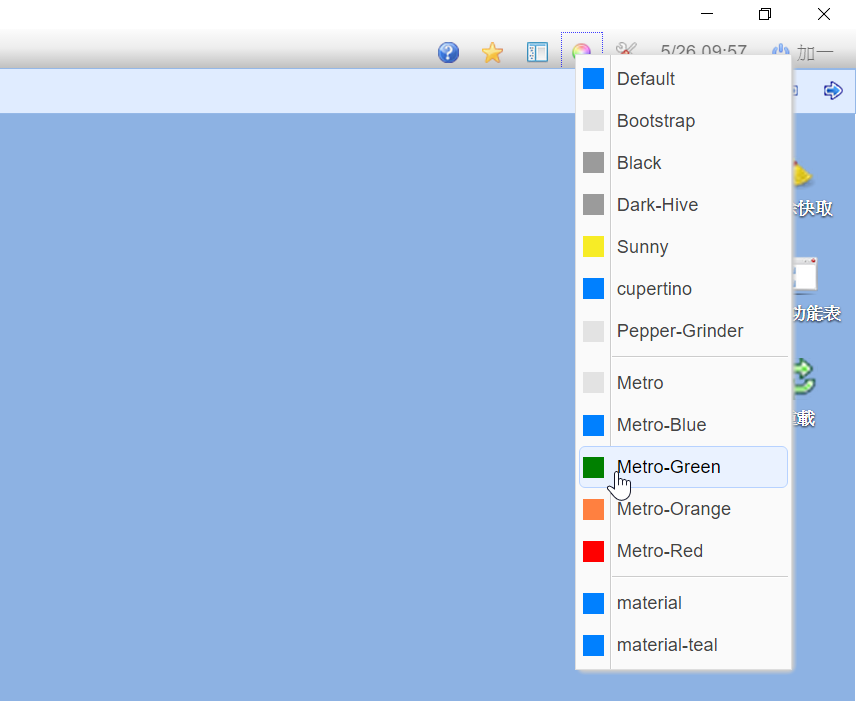 5/26 09:57
加一
Default
Bootstrap
Black
Dark-Hive
快取
Sunny
cupertino
功能表
Pepper-Grinder
Metro
Metro-Blue
載
Metro-Green
Metro-Orange
Metro-Red
material
material-teal